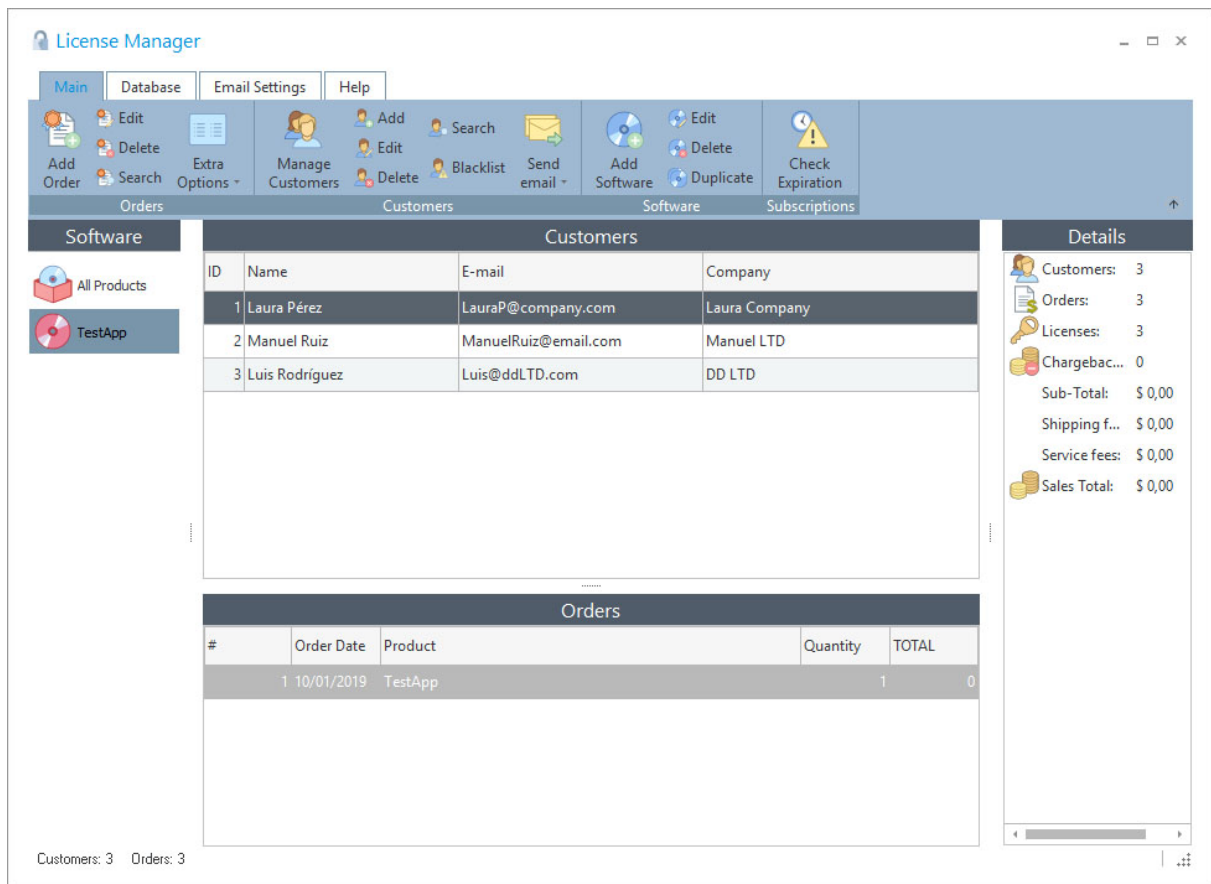 License Manager
Main Database Email Settings Help
Add Order
Edit
Delete
Search
Extra Options
Orders
Manage Customers
Add
Edit
Delete
Search
Blacklist
Send email
Customers
Add Software
Edit
Delete
Duplicate
Software
Check Expiration
Subscriptions
Software
All Products
TestApp
Customers
ID Name E-mail Company
1 Laura Pérez LauraP@company.com Laura Company
2 Manuel Ruiz ManuelRuiz@email.com Manuel LTD
3 Luis Rodríguez Luis@ddLTD.com DD LTD
Orders
# Order Date Product Quantity TOTAL
1 10/01/2019 TestApp 1 0
Details
Customers: 3
Orders: 3
Licenses: 3
Chargebac... 0
Sub-Total: $ 0,00
Shipping f... $ 0,00
Service fees: $ 0,00
Sales Total: $ 0,00
Customers: 3 Orders: 3